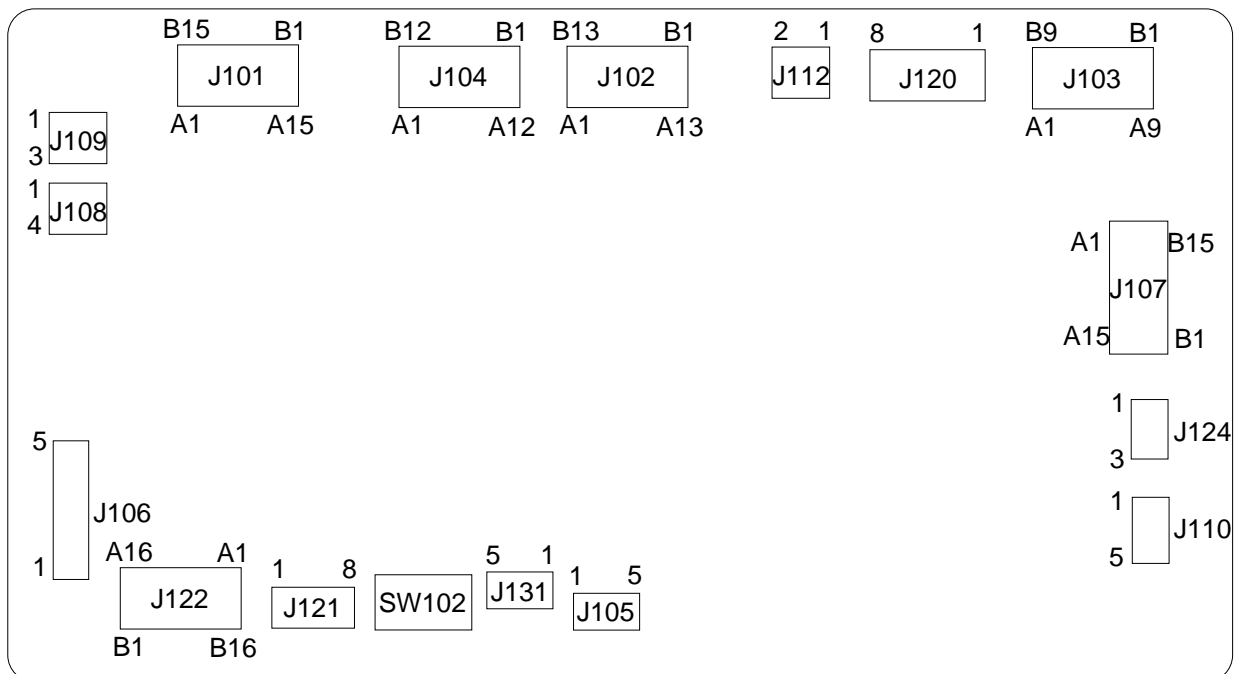 B15 B1 B12 B1 B13 B1 2 1 8 1 B9 B1
J101 J104 J102 J112 J120 J103
A1 A15 A1 A12 A1 A13 A1 A9
1
J109
3
1
J108
4
A1 B15
J107
A15 B1
1
J124
3
5
J106
1
1
J110
5
A16 A1 1 8 5 1 1 5
J122 J121 SW102 J131 J105
B1 B16